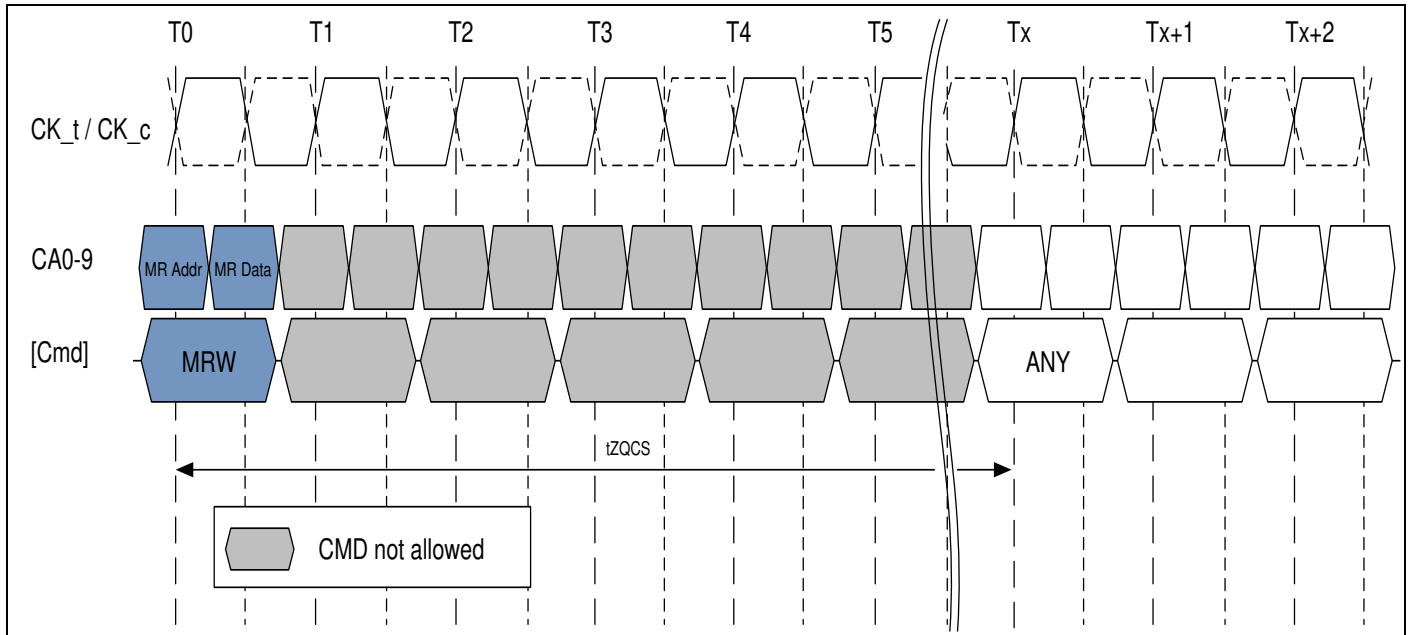 T0 T1 T2 T3 T4 T5 Tx Tx+1 Tx+2
CK_t / CK_c
CA0-9 MR Addr MR Data
[Cmd] MRW ANY
tZQCS
CMD not allowed